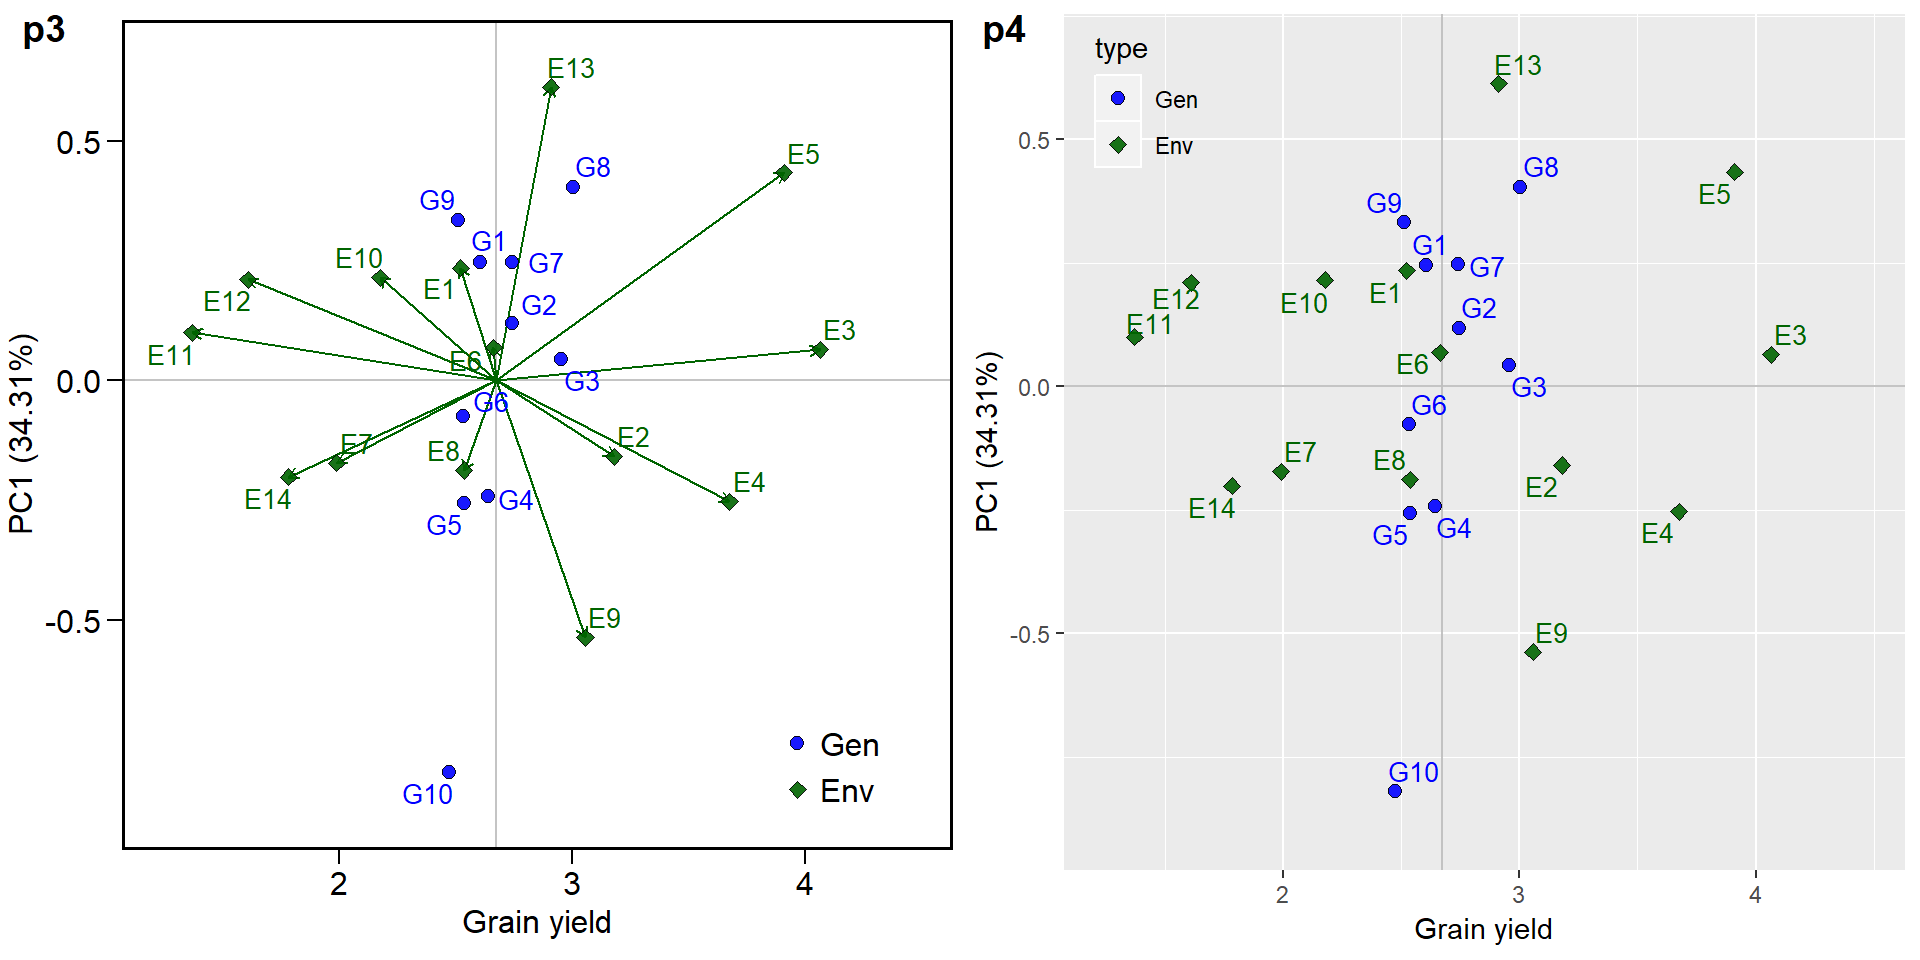 p3
E13
E5
G8
G9
G1
G7
E10
E1
E12
G2
E3
E11
E6
G3
0.5
0.0
-0.5
G6
E7
E8
E2
E14
G4
E4
G5
E9
G10
Gen
Env
PC1 (34.31%)
2
3
4
Grain yield
p4
type
Gen
Env
E13
E5
G8
G9
G1
G7
E12
E10
E1
G2
E11
E3
E6
G3
0.5
0.0
-0.5
G6
E7
E8
E2
E14
G5
G4
E4
E9
G10
PC1 (34.31%)
2
3
4
Grain yield